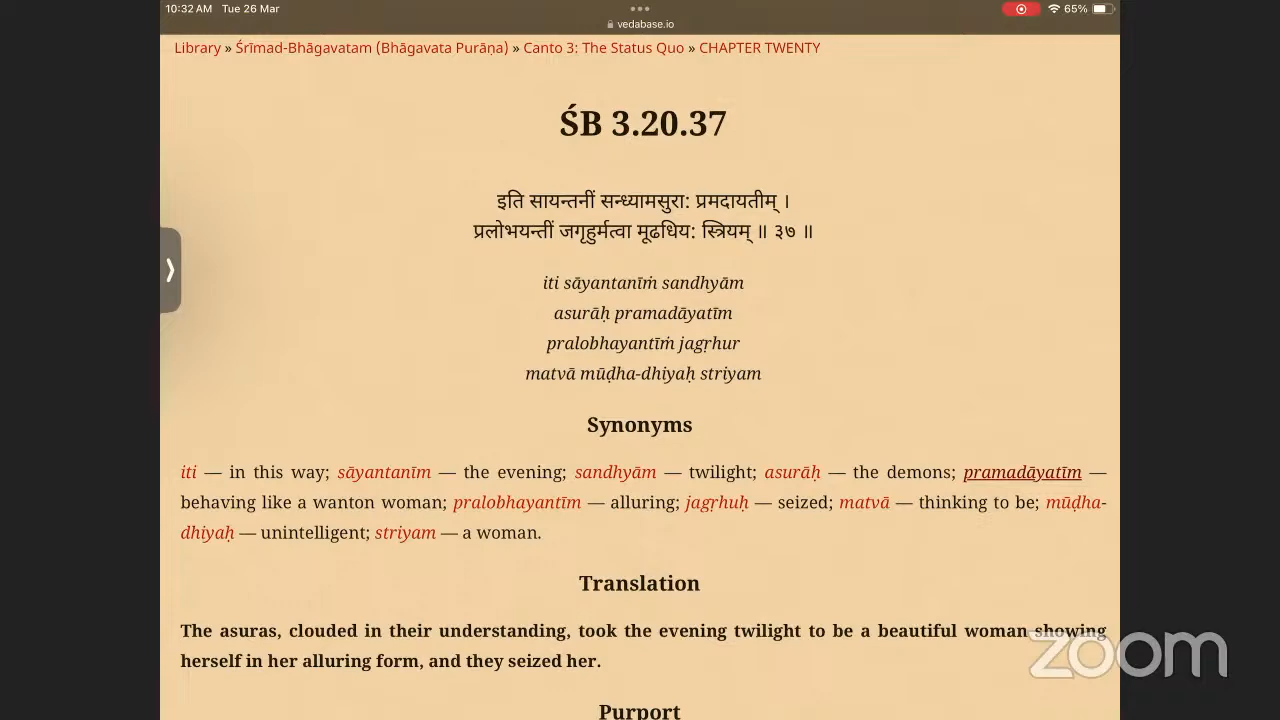 10:32 AM Tue 26 Mar
65%
vedabase.io
Library » Śrīmad-Bhāgavatam (Bhāgavata Purāṇa) » Canto 3: The Status Quo » CHAPTER TWENTY
ŚB 3.20.37
इति सायन्तनीं सन्ध्यामसुरा: प्रमदायतीम् ।
प्रलोभयन्तीं जगृहुर्मत्वा मूढधिय: स्त्रियम् ॥ ३७ ॥
iti sāyantanīṁ sandhyām
asurāḥ pramadāyatīm
pralobhayantīṁ jagṛhur
matvā mūḍha-dhiyaḥ striyam
Synonyms
iti — in this way; sāyantanīm — the evening; sandhyām — twilight; asurāḥ — the demons; pramadāyatīm —
behaving like a wanton woman; pralobhayantīm — alluring; jagṛhuḥ — seized; matvā — thinking to be; mūḍha-
dhiyaḥ — unintelligent; striyam — a woman.
Translation
The asuras, clouded in their understanding, took the evening twilight to be a beautiful woman showing
herself in her alluring form, and they seized her.
zoom
Purport